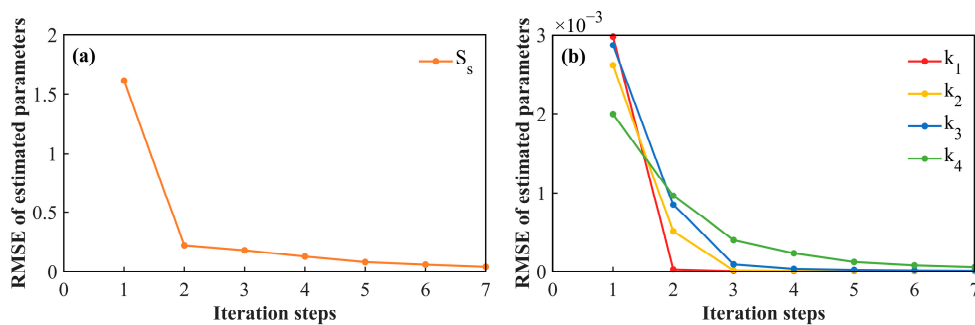 (a)
S_s
RMSE of estimated parameters
2
1.5
1
0.5
0
0 1 2 3 4 5 6 7
Iteration steps
(b)
×10⁻³
k₁
k₂
k₃
k₄
RMSE of estimated parameters
3
2
1
0
0 1 2 3 4 5 6 7
Iteration steps